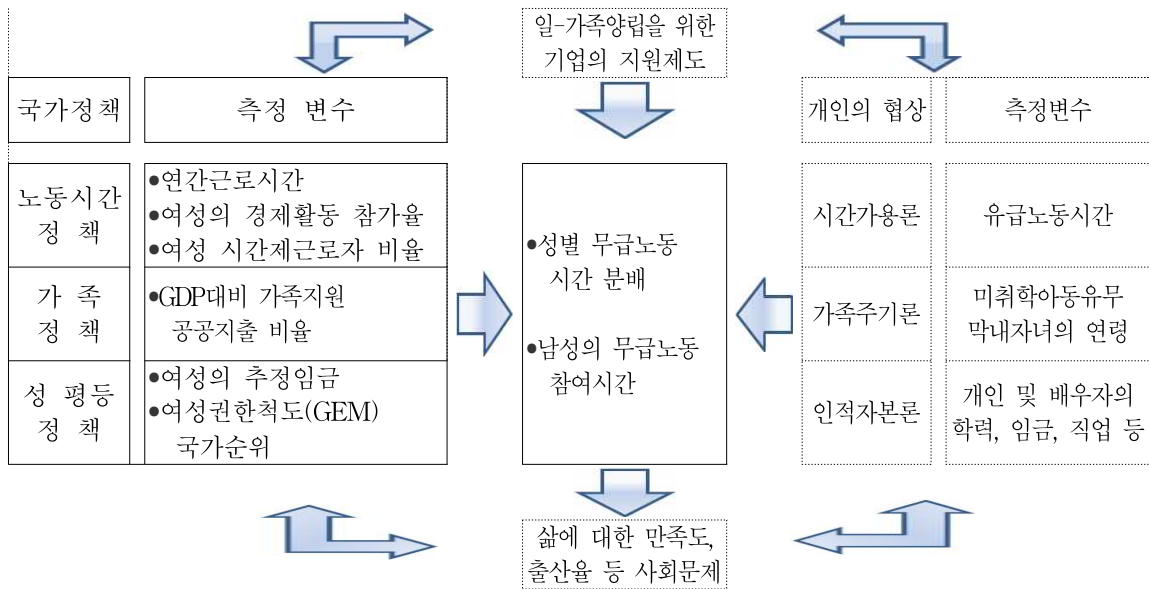 일-가족양립을 위한
기업의 지원제도
국가정책
측정 변수
노동시간
정 책
●연간근로시간
●여성의 경제활동 참가율
●여성 시간제근로자 비율
가 족
정 책
●GDP대비 가족지원
공공지출 비율
성 평등
정 책
●여성의 추정임금
●여성권한척도(GEM)
국가순위
●성별 무급노동
시간 분배
●남성의 무급노동
참여시간
개인의 협상
측정변수
시간가용론
유급노동시간
가족주기론
미취학아동유무
막내자녀의 연령
인적자본론
개인 및 배우자의
학력, 임금, 직업 등
삶에 대한 만족도,
출산율 등 사회문제